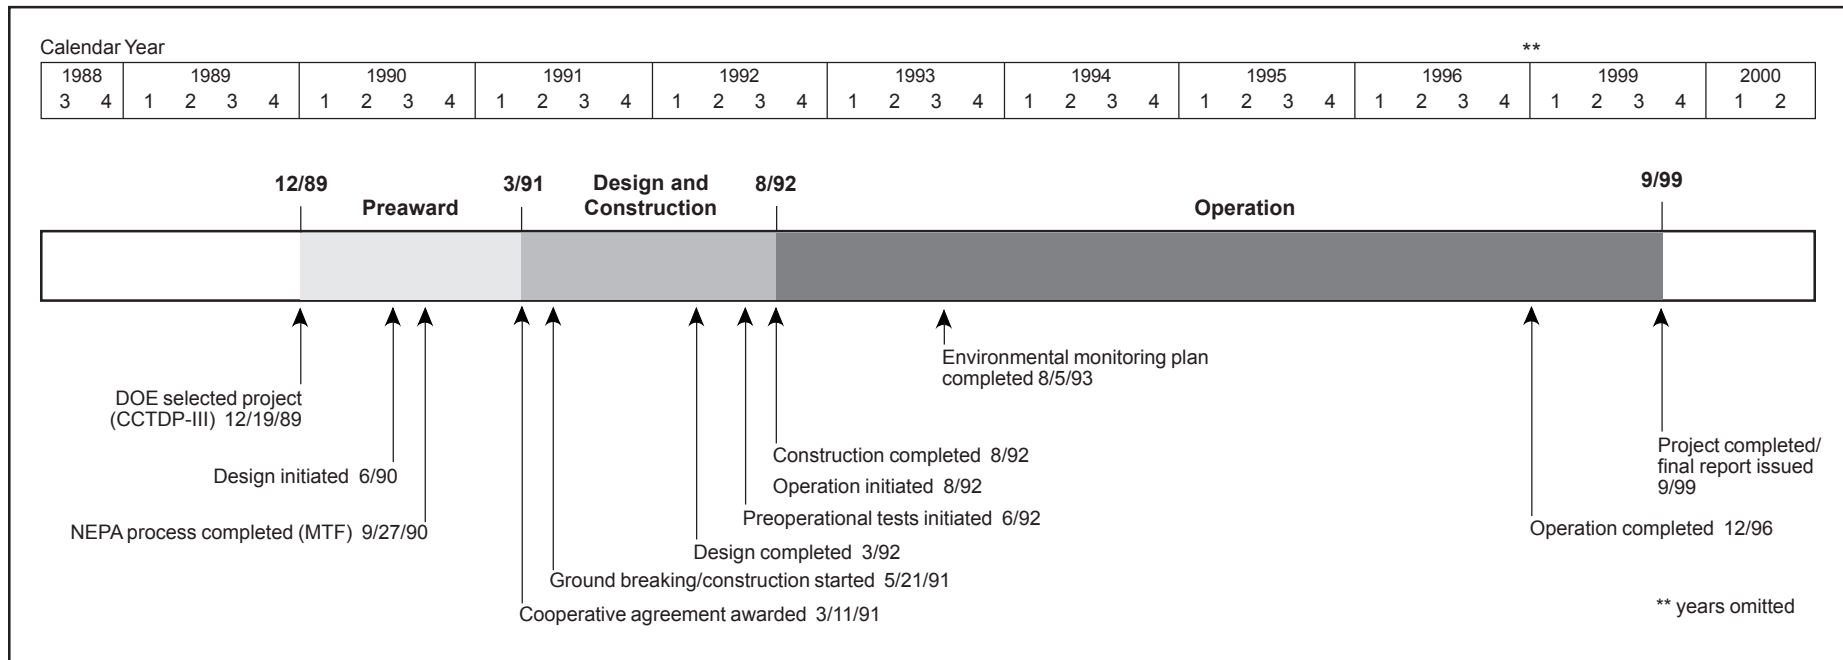 Calendar Year
**
1988 1989 1990 1991 1992 1993 1994 1995 1996 1999 2000
3 4 1 2 3 4 1 2 3 4 1 2 3 4 1 2 3 4 1 2 3 4 1 2 3 4 1 2 3 4 1 2 3 4 1 2 3 4 1 2
12/89
Preaward
3/91
Design and
Construction
8/92
Operation
9/99
DOE selected project
(CCTDP-III) 12/19/89
Design initiated 6/90
NEPA process completed (MTF) 9/27/90
Environmental monitoring plan
completed 8/5/93
Construction completed 8/92
Operation initiated 8/92
Preoperational tests initiated 6/92
Design completed 3/92
Ground breaking/construction started 5/21/91
Cooperative agreement awarded 3/11/91
Project completed/
final report issued
9/99
Operation completed 12/96
** years omitted